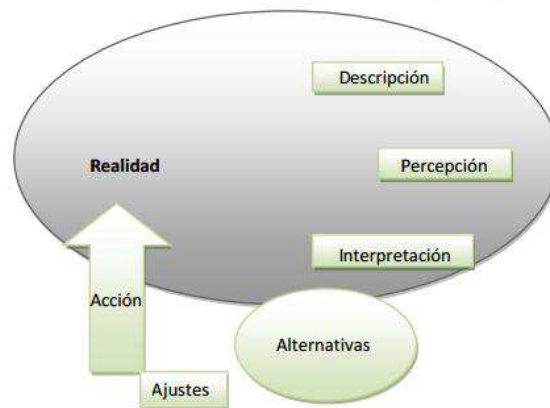 Descripción
Realidad
Percepción
Interpretación
Acción
Alternativas
Ajustes